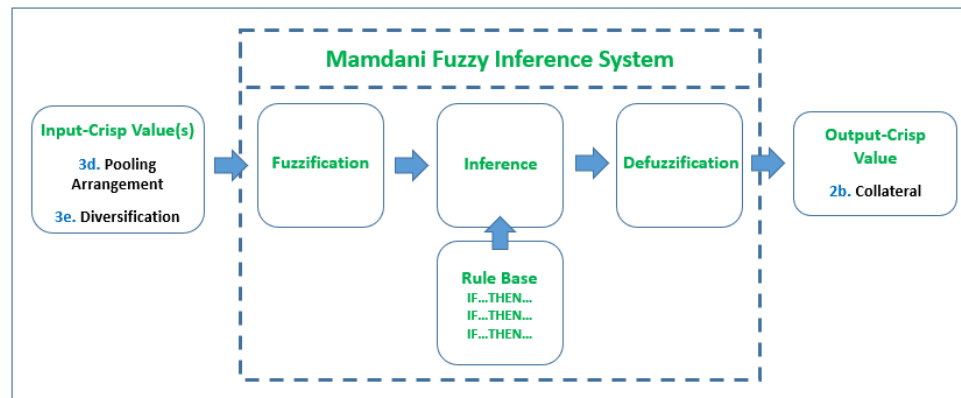 Mamdani Fuzzy Inference System
Input-Crisp Value(s)
3d. Pooling
Arrangement
3e. Diversification
Fuzzification
Inference
Defuzzification
Output-Crisp
Value
2b. Collateral
Rule Base
IF...THEN...
IF...THEN...
IF...THEN...